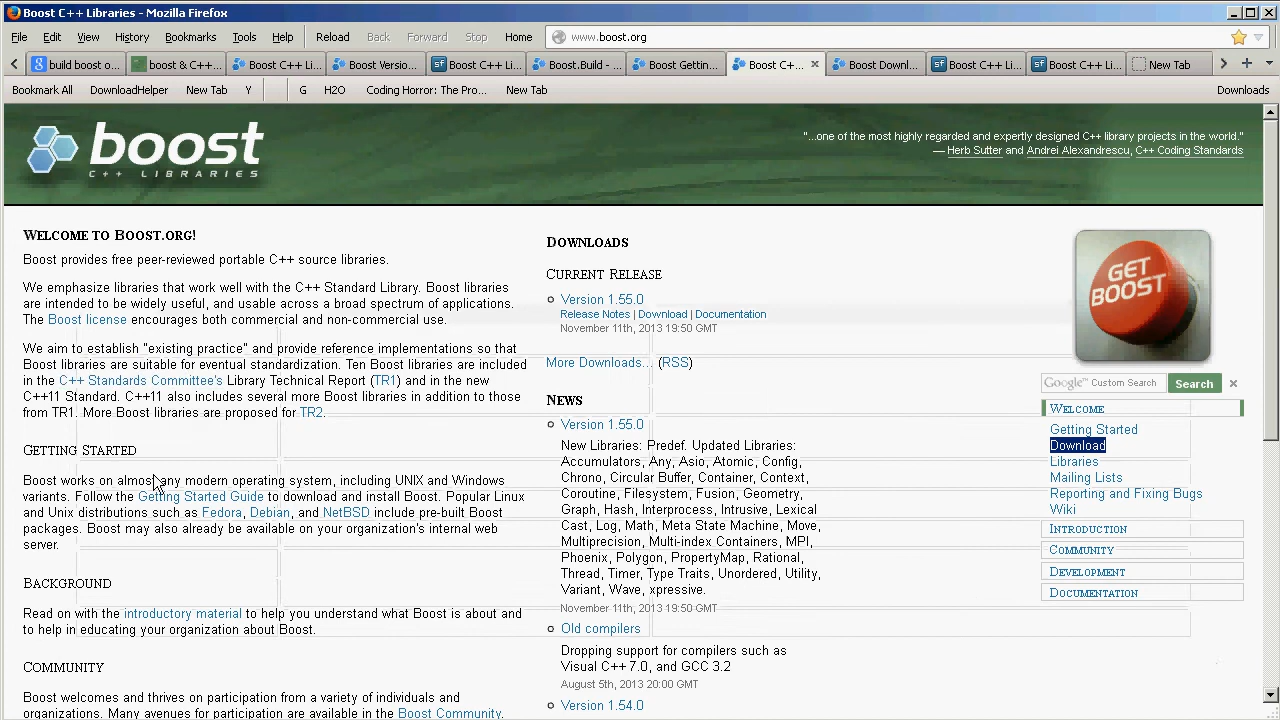 Boost C++ Libraries - Mozilla Firefox
File Edit View History Bookmarks Tools Help Reload Back Forward Stop Home www.boost.org
build boost o... boost & C++... Boost C++ Li... Boost Versio... Boost C++ Li... Boost.Build - ... Boost Gettin... Boost C+... Boost Downl... Boost C++ Li... Boost C++ Li... New Tab
Bookmark All DownloadHelper New Tab Y G H2O Coding Horror: The Pro... New Tab Downloads
boost
C++ LIBRARIES
"...one of the most highly regarded and expertly designed C++ library projects in the world."
— Herb Sutter and Andrei Alexandrescu, C++ Coding Standards
Welcome to Boost.org!
Boost provides free peer-reviewed portable C++ source libraries.
We emphasize libraries that work well with the C++ Standard Library. Boost libraries
are intended to be widely useful, and usable across a broad spectrum of applications.
The Boost license encourages both commercial and non-commercial use.
We aim to establish "existing practice" and provide reference implementations so that
Boost libraries are suitable for eventual standardization. Ten Boost libraries are included
in the C++ Standards Committee's Library Technical Report (TR1) and in the new
C++11 Standard. C++11 also includes several more Boost libraries in addition to those
from TR1. More Boost libraries are proposed for TR2.
Getting Started
Boost works on almost any modern operating system, including UNIX and Windows
variants. Follow the Getting Started Guide to download and install Boost. Popular Linux
and Unix distributions such as Fedora, Debian, and NetBSD include pre-built Boost
packages. Boost may also already be available on your organization's internal web
server.
Background
Read on with the introductory material to help you understand what Boost is about and
to help in educating your organization about Boost.
Community
Boost welcomes and thrives on participation from a variety of individuals and
organizations. Many avenues for participation are available in the Boost Community.
Downloads
Current Release
Version 1.55.0
Release Notes | Download | Documentation
November 11th, 2013 19:50 GMT
More Downloads... (RSS)
News
Version 1.55.0
New Libraries: Predef. Updated Libraries:
Accumulators, Any, Asio, Atomic, Config,
Chrono, Circular Buffer, Container, Context,
Coroutine, Filesystem, Fusion, Geometry,
Graph, Hash, Interprocess, Intrusive, Lexical
Cast, Log, Math, Meta State Machine, Move,
Multiprecision, Multi-index Containers, MPI,
Phoenix, Polygon, PropertyMap, Rational,
Thread, Timer, Type Traits, Unordered, Utility,
Variant, Wave, xpressive.
November 11th, 2013 19:50 GMT
Old compilers
Dropping support for compilers such as
Visual C++ 7.0, and GCC 3.2
August 5th, 2013 20:00 GMT
Version 1.54.0
GET
BOOST
Google™ Custom Search Search
Welcome
Getting Started
Download
Libraries
Mailing Lists
Reporting and Fixing Bugs
Wiki
Introduction
Community
Development
Documentation